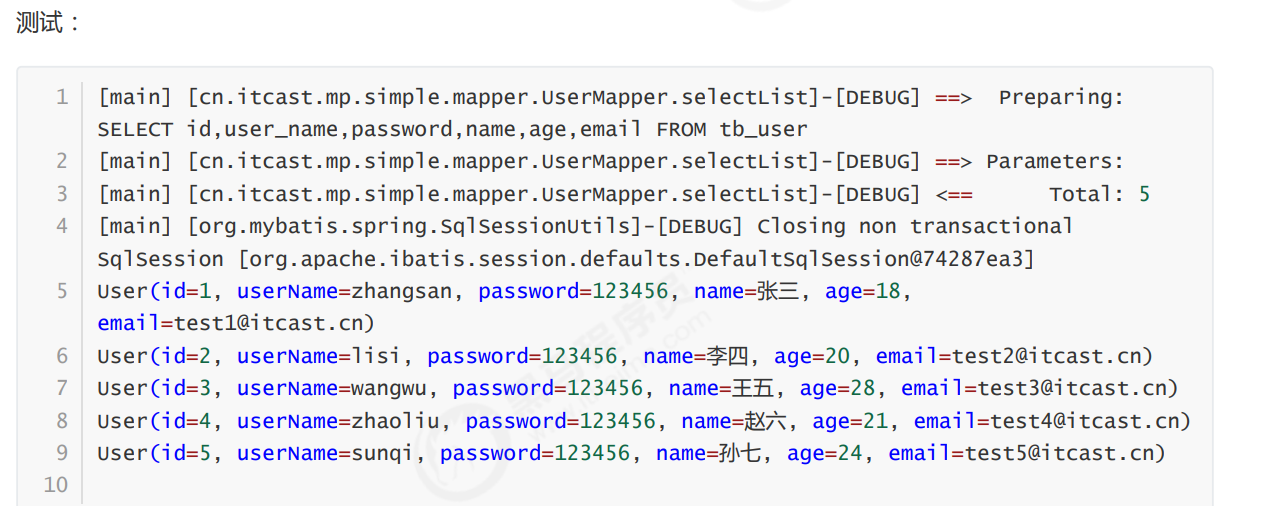 测试：
1 [main] [cn.itcast.mp.simple.mapper.UserMapper.selectList]-[DEBUG] ==>  Preparing:
SELECT id,user_name,password,name,age,email FROM tb_user
2 [main] [cn.itcast.mp.simple.mapper.UserMapper.selectList]-[DEBUG] ==> Parameters:
3 [main] [cn.itcast.mp.simple.mapper.UserMapper.selectList]-[DEBUG] <==      Total: 5
4 [main] [org.mybatis.spring.SqlSessionUtils]-[DEBUG] Closing non transactional
SqlSession [org.apache.ibatis.session.defaults.DefaultSqlSession@74287ea3]
5 User(id=1, userName=zhangsan, password=123456, name=张三, age=18,
email=test1@itcast.cn)
6 User(id=2, userName=lisi, password=123456, name=李四, age=20, email=test2@itcast.cn)
7 User(id=3, userName=wangwu, password=123456, name=王五, age=28, email=test3@itcast.cn)
8 User(id=4, userName=zhaoliu, password=123456, name=赵六, age=21, email=test4@itcast.cn)
9 User(id=5, userName=sunqi, password=123456, name=孙七, age=24, email=test5@itcast.cn)
10